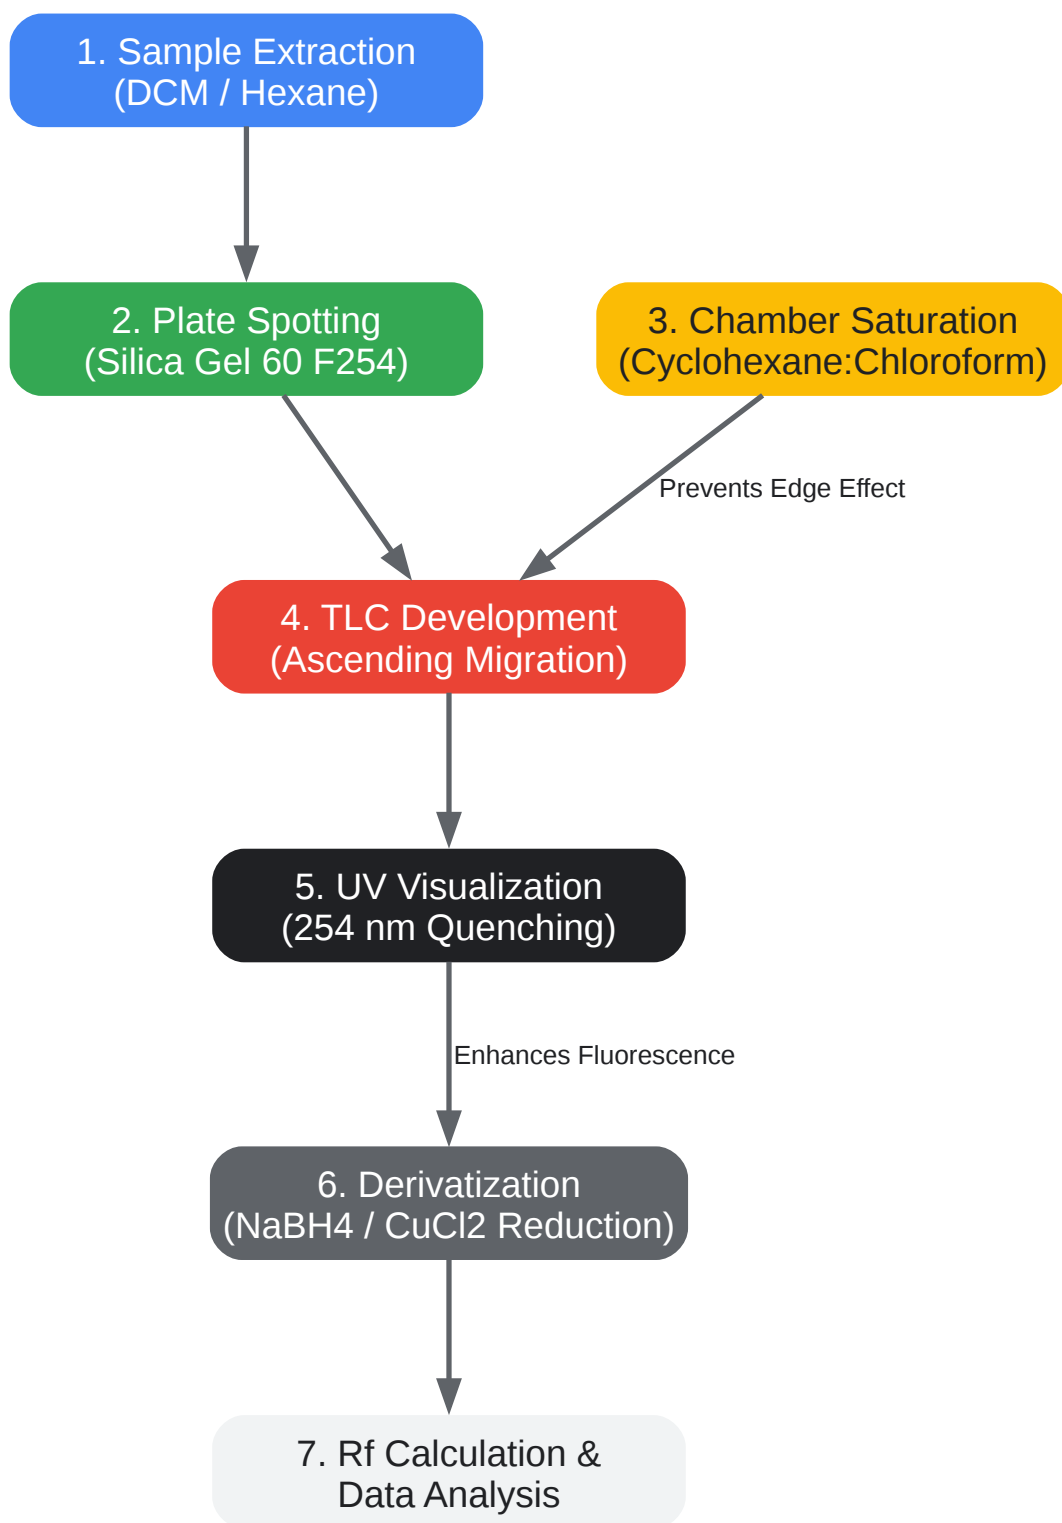 1. Sample Extraction
(DCM / Hexane)
2. Plate Spotting
(Silica Gel 60 F254)
3. Chamber Saturation
(Cyclohexane:Chloroform)
Prevents Edge Effect
4. TLC Development
(Ascending Migration)
5. UV Visualization
(254 nm Quenching)
Enhances Fluorescence
6. Derivatization
(NaBH4 / CuCl2 Reduction)
7. Rf Calculation &
Data Analysis